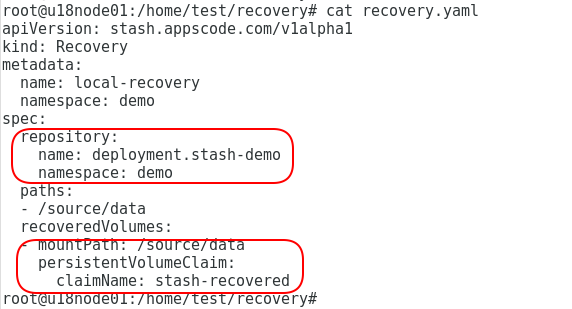 root@u18node01:/home/test/recovery# cat recovery.yaml
apiVersion: stash.appscode.com/v1alpha1
kind: Recovery
metadata:
  name: local-recovery
  namespace: demo
spec:
  repository:
    name: deployment.stash-demo
    namespace: demo
  paths:
  - /source/data
  recoveredVolumes:
  - mountPath: /source/data
    persistentVolumeClaim:
      claimName: stash-recovered
root@u18node01:/home/test/recovery#